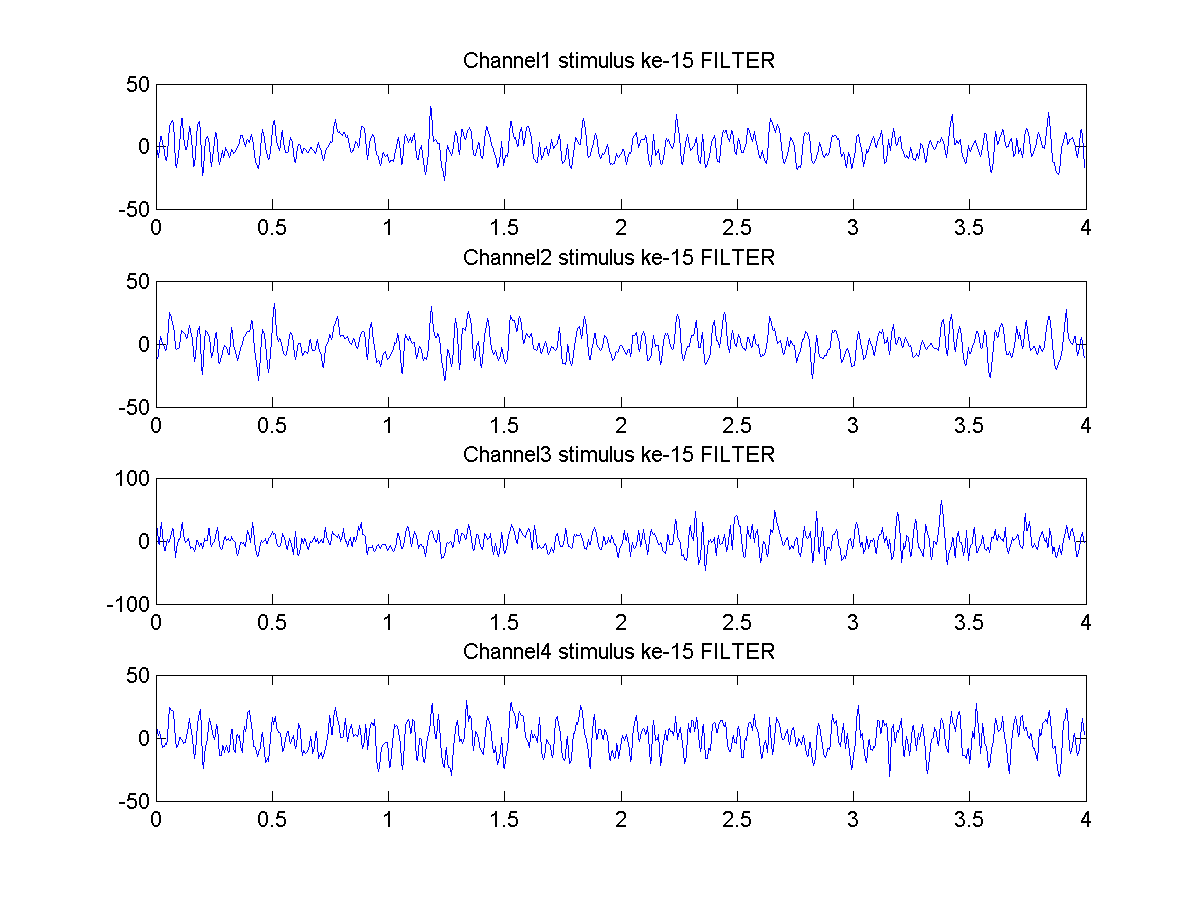 Channel1 stimulus ke-15 FILTER
50
0
-50
0 0.5 1 1.5 2 2.5 3 3.5 4
Channel2 stimulus ke-15 FILTER
50
0
-50
0 0.5 1 1.5 2 2.5 3 3.5 4
Channel3 stimulus ke-15 FILTER
100
0
-100
0 0.5 1 1.5 2 2.5 3 3.5 4
Channel4 stimulus ke-15 FILTER
50
0
-50
0 0.5 1 1.5 2 2.5 3 3.5 4